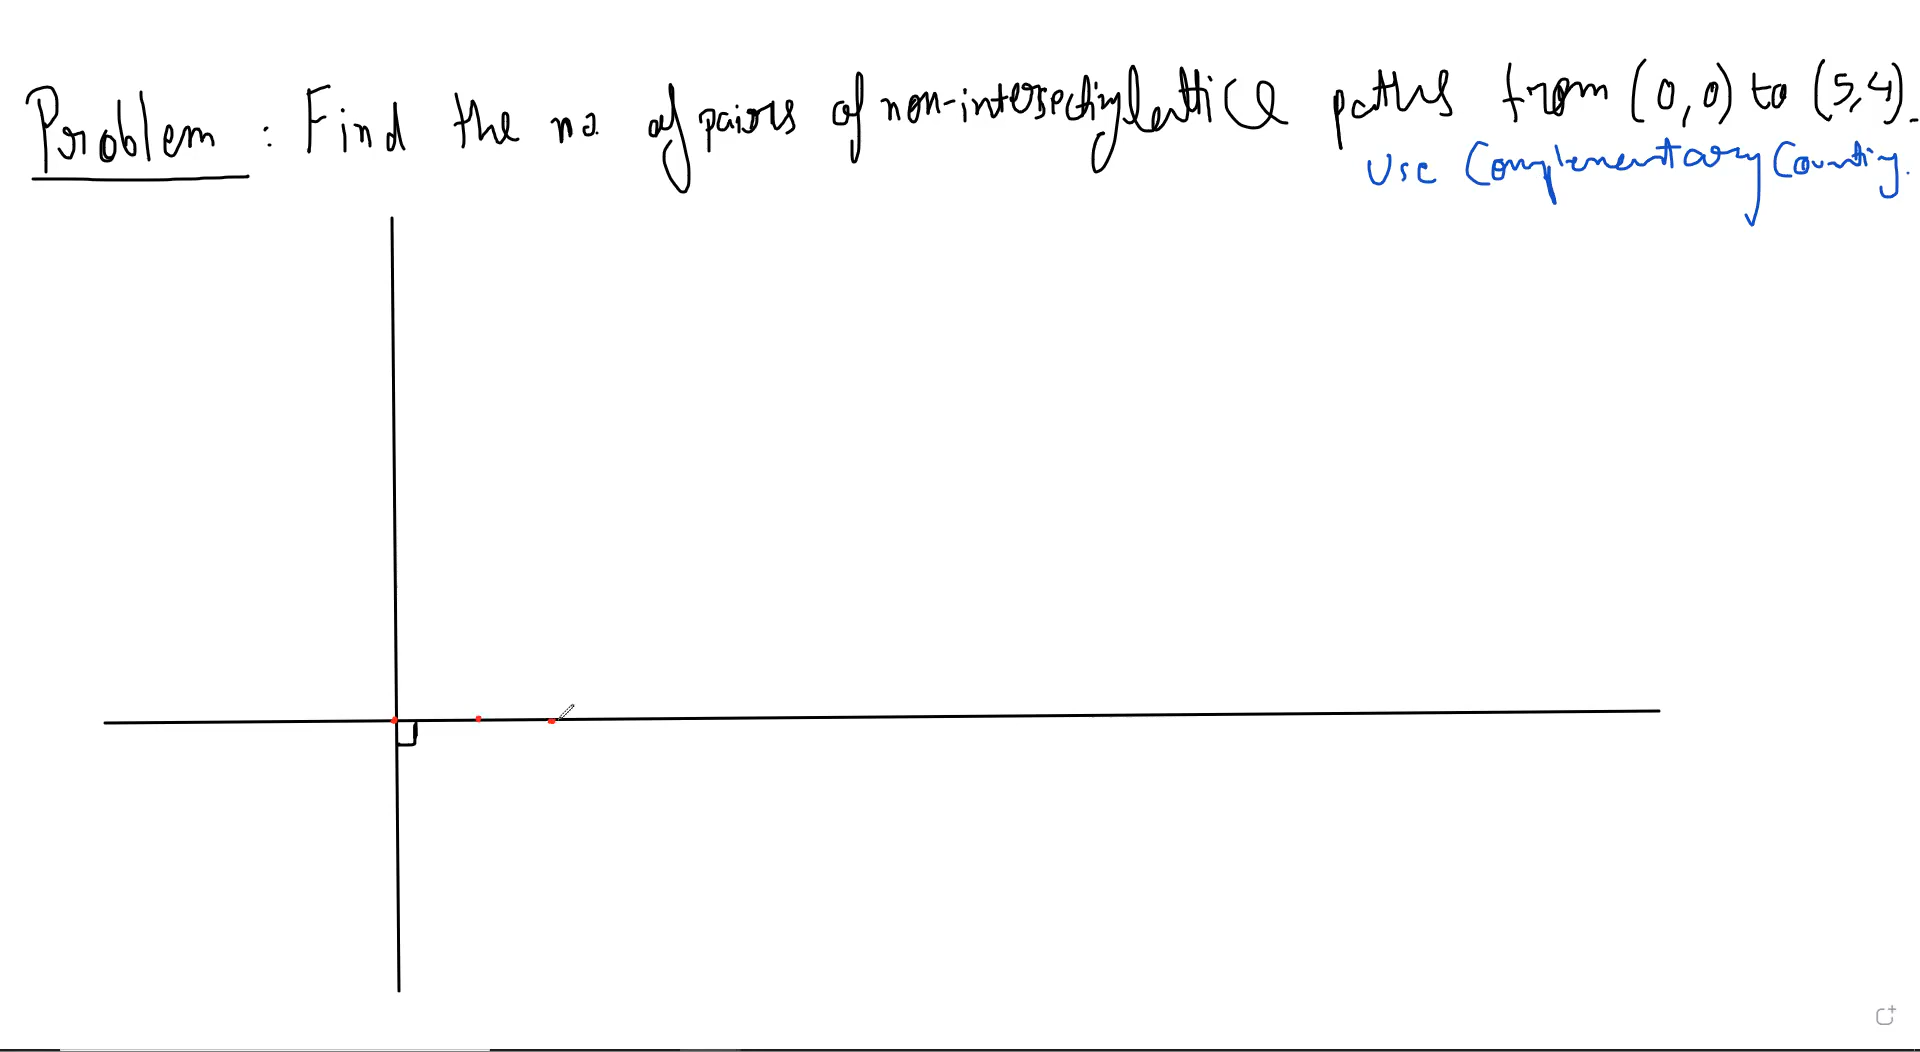 Problem : Find the no. of pairs of non-intersecting lattice paths from (0,0) to (5,4).
Use Complementary Counting.